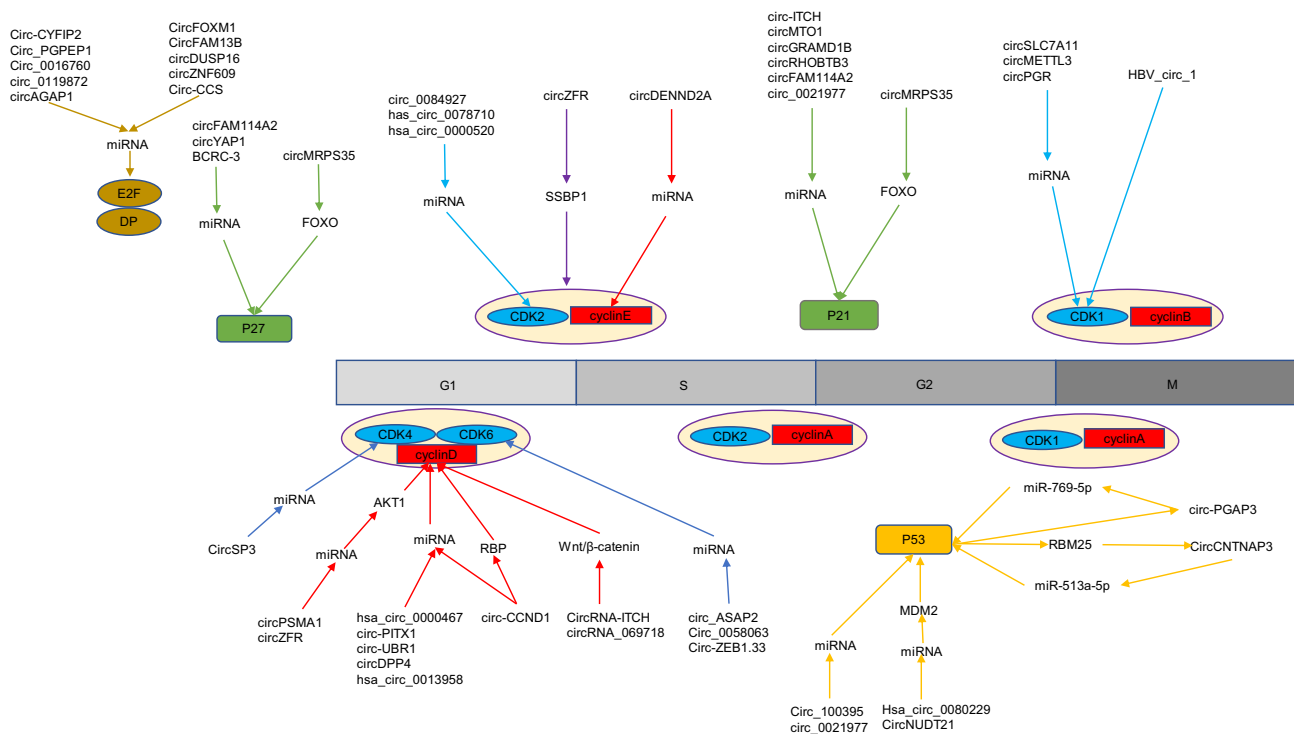 Circ-CYFIP2
Circ_PGPEP1
Circ_0016760
circ_0119872
circAGAP1
CircFOXM1
CircFAM13B
circDUSP16
circZNF609
Circ-CCS
miRNA
E2F
DP
circFAM114A2
circYAP1
BCRC-3
miRNA
circMRPS35
FOXO
P27
circ_0084927
has_circ_0078710
hsa_circ_0000520
miRNA
circZFR
SSBP1
circDENND2A
miRNA
CDK2
cyclinE
circ-ITCH
circMTO1
circGRAMD1B
circRHOBTB3
circFAM114A2
circ_0021977
miRNA
circMRPS35
FOXO
P21
circSLC7A11
circMETTL3
circPGR
miRNA
HBV_circ_1
CDK1
cyclinB
G1
S
G2
M
CDK4
CDK6
cyclinD
CDK2
cyclinA
CDK1
cyclinA
miRNA
CircSP3
AKT1
miRNA
circPSMA1
circZFR
miRNA
hsa_circ_0000467
circ-PITX1
circ-UBR1
circDPP4
hsa_circ_0013958
RBP
circ-CCND1
Wnt/β-catenin
CircRNA-ITCH
circRNA_069718
miRNA
circ_ASAP2
Circ_0058063
Circ-ZEB1.33
P53
miR-769-5p
circ-PGAP3
RBM25
CircCNTNAP3
miR-513a-5p
MDM2
miRNA
miRNA
Circ_100395
circ_0021977
Hsa_circ_0080229
CircNUDT21